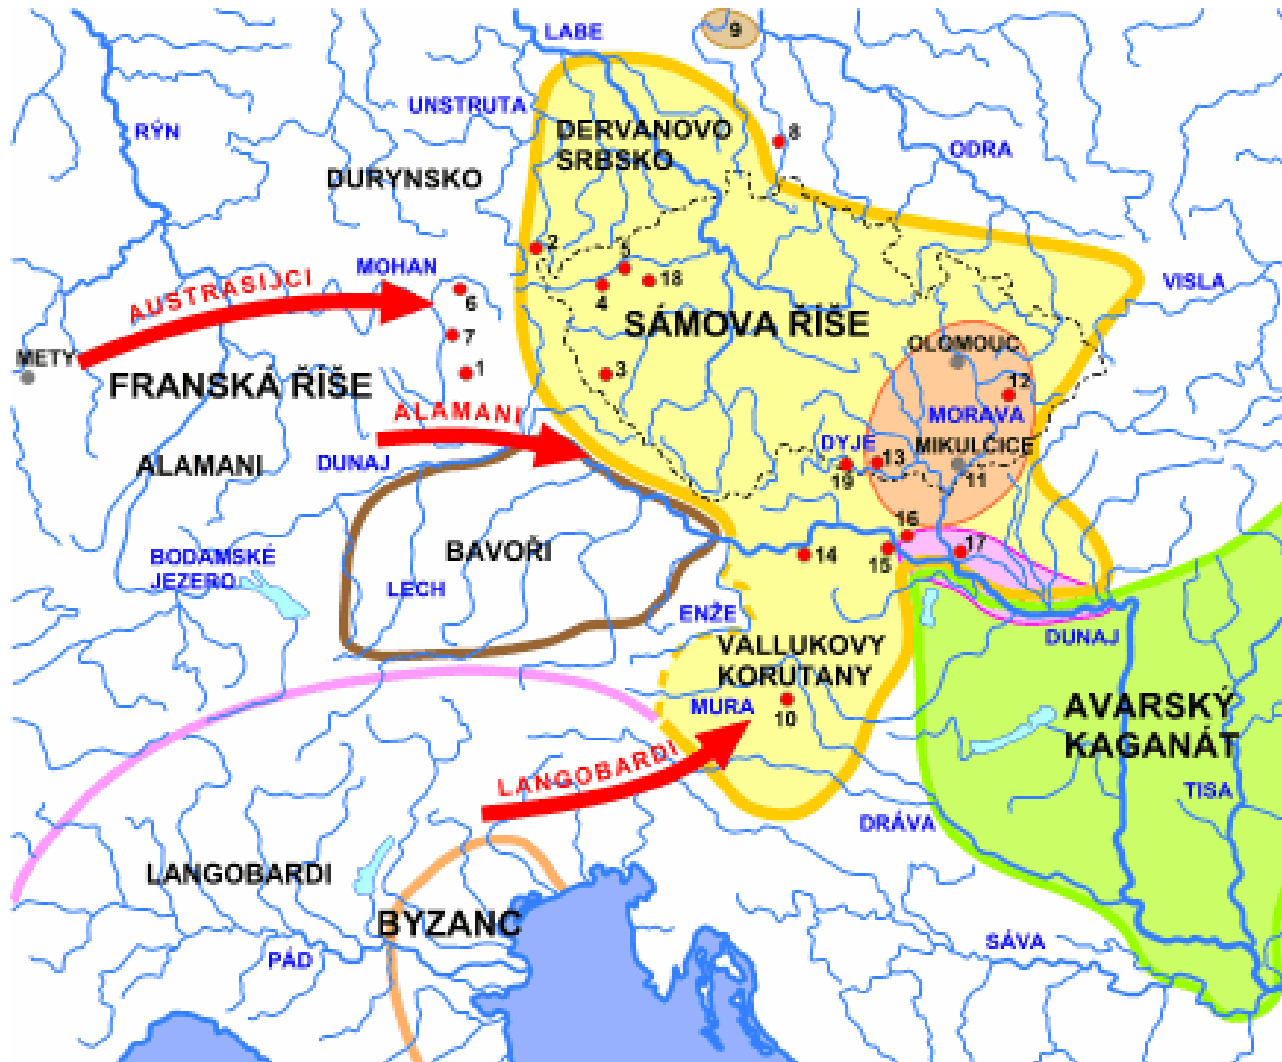 LABE
9
UNSTRUTA
RÝN
DERVANOVO
SRBSKO
8
ODRA
DURYNSKO
2
MOHAN
5
AUSTRASIJCI
6
4
18
VISLA
SÁMOVA ŘÍŠE
7
OLOMOUC
METY
FRANSKÁ ŘÍŠE
1
3
12
ALAMANI
MORAVA
DYJE
MIKULČICE
ALAMANI
DUNAJ
13
19
11
16
BODAMSKÉ
JEZERO
BAVOŘI
14
15
17
LECH
ENŽE
DUNAJ
VALLUKOVY
KORUTANY
MURA
10
AVARSKÝ
KAGANÁT
LANGOBARDI
TISA
DRÁVA
LANGOBARDI
BYZANC
SÁVA
PÁD